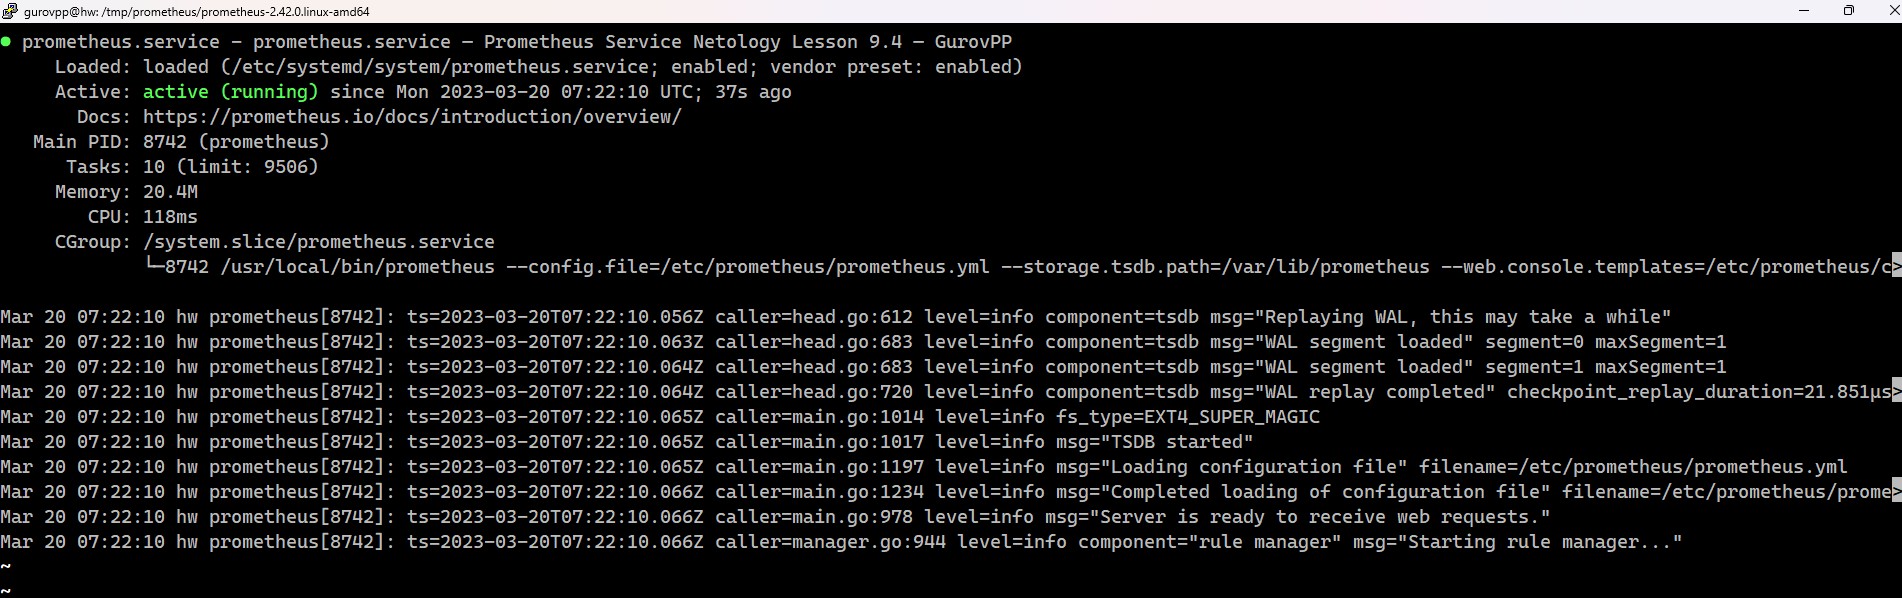 gurovpp@hw: /tmp/prometheus/prometheus-2.42.0.linux-amd64
● prometheus.service - prometheus.service - Prometheus Service Netology Lesson 9.4 - GurovPP
Loaded: loaded (/etc/systemd/system/prometheus.service; enabled; vendor preset: enabled)
Active: active (running) since Mon 2023-03-20 07:22:10 UTC; 37s ago
Docs: https://prometheus.io/docs/introduction/overview/
Main PID: 8742 (prometheus)
Tasks: 10 (limit: 9506)
Memory: 20.4M
CPU: 118ms
CGroup: /system.slice/prometheus.service
└─8742 /usr/local/bin/prometheus --config.file=/etc/prometheus/prometheus.yml --storage.tsdb.path=/var/lib/prometheus --web.console.templates=/etc/prometheus/c>
Mar 20 07:22:10 hw prometheus[8742]: ts=2023-03-20T07:22:10.056Z caller=head.go:612 level=info component=tsdb msg="Replaying WAL, this may take a while"
Mar 20 07:22:10 hw prometheus[8742]: ts=2023-03-20T07:22:10.063Z caller=head.go:683 level=info component=tsdb msg="WAL segment loaded" segment=0 maxSegment=1
Mar 20 07:22:10 hw prometheus[8742]: ts=2023-03-20T07:22:10.064Z caller=head.go:683 level=info component=tsdb msg="WAL segment loaded" segment=1 maxSegment=1
Mar 20 07:22:10 hw prometheus[8742]: ts=2023-03-20T07:22:10.064Z caller=head.go:720 level=info component=tsdb msg="WAL replay completed" checkpoint_replay_duration=21.851µs>
Mar 20 07:22:10 hw prometheus[8742]: ts=2023-03-20T07:22:10.065Z caller=main.go:1014 level=info fs_type=EXT4_SUPER_MAGIC
Mar 20 07:22:10 hw prometheus[8742]: ts=2023-03-20T07:22:10.065Z caller=main.go:1017 level=info msg="TSDB started"
Mar 20 07:22:10 hw prometheus[8742]: ts=2023-03-20T07:22:10.065Z caller=main.go:1197 level=info msg="Loading configuration file" filename=/etc/prometheus/prometheus.yml
Mar 20 07:22:10 hw prometheus[8742]: ts=2023-03-20T07:22:10.066Z caller=main.go:1234 level=info msg="Completed loading of configuration file" filename=/etc/prometheus/prome>
Mar 20 07:22:10 hw prometheus[8742]: ts=2023-03-20T07:22:10.066Z caller=main.go:978 level=info msg="Server is ready to receive web requests."
Mar 20 07:22:10 hw prometheus[8742]: ts=2023-03-20T07:22:10.066Z caller=manager.go:944 level=info component="rule manager" msg="Starting rule manager..."
~
~